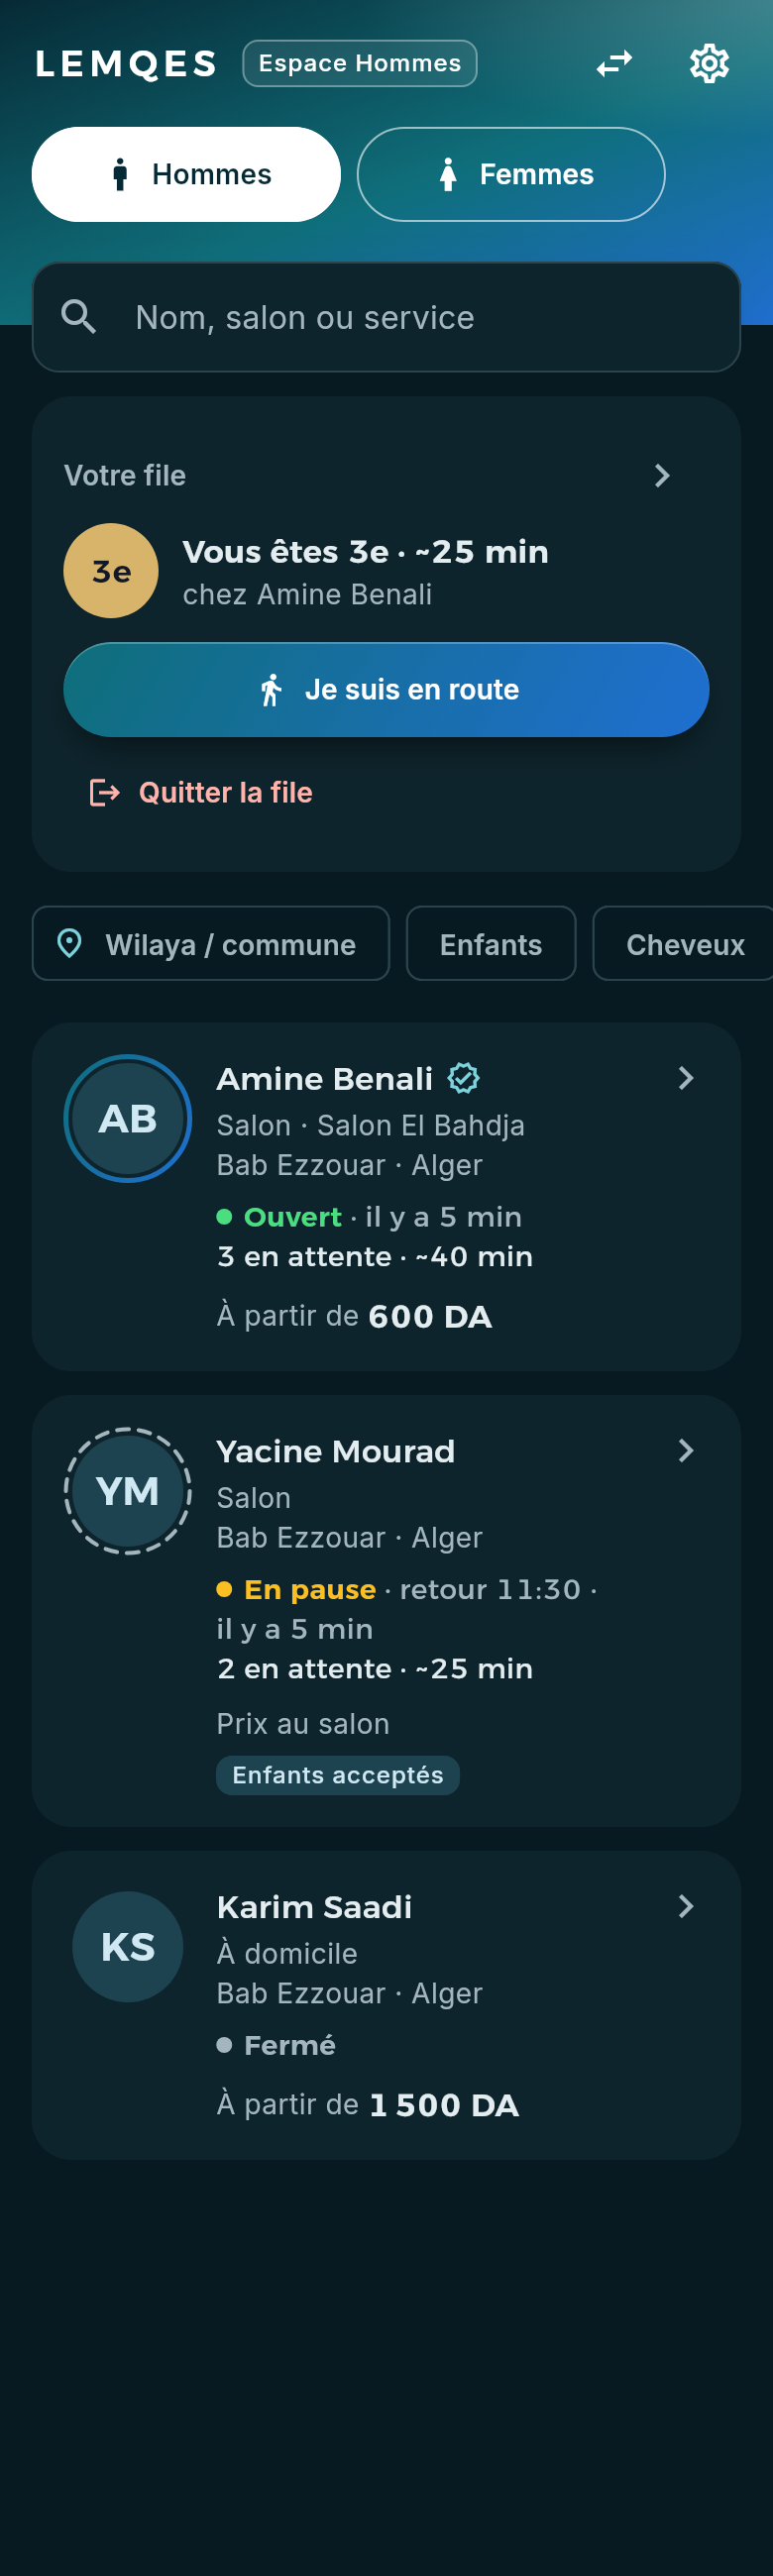 LEMQES
Espace Hommes
Hommes
Femmes
Nom, salon ou service
Votre file
3e
Vous êtes 3e · ~25 min
chez Amine Benali
Je suis en route
Quitter la file
Wilaya / commune
Enfants
Cheveux
AB
Amine Benali
Salon · Salon El Bahdja
Bab Ezzouar · Alger
Ouvert · il y a 5 min
3 en attente · ~40 min
À partir de 600 DA
YM
Yacine Mourad
Salon
Bab Ezzouar · Alger
En pause · retour 11:30 ·
il y a 5 min
2 en attente · ~25 min
Prix au salon
Enfants acceptés
KS
Karim Saadi
À domicile
Bab Ezzouar · Alger
Fermé
À partir de 1 500 DA